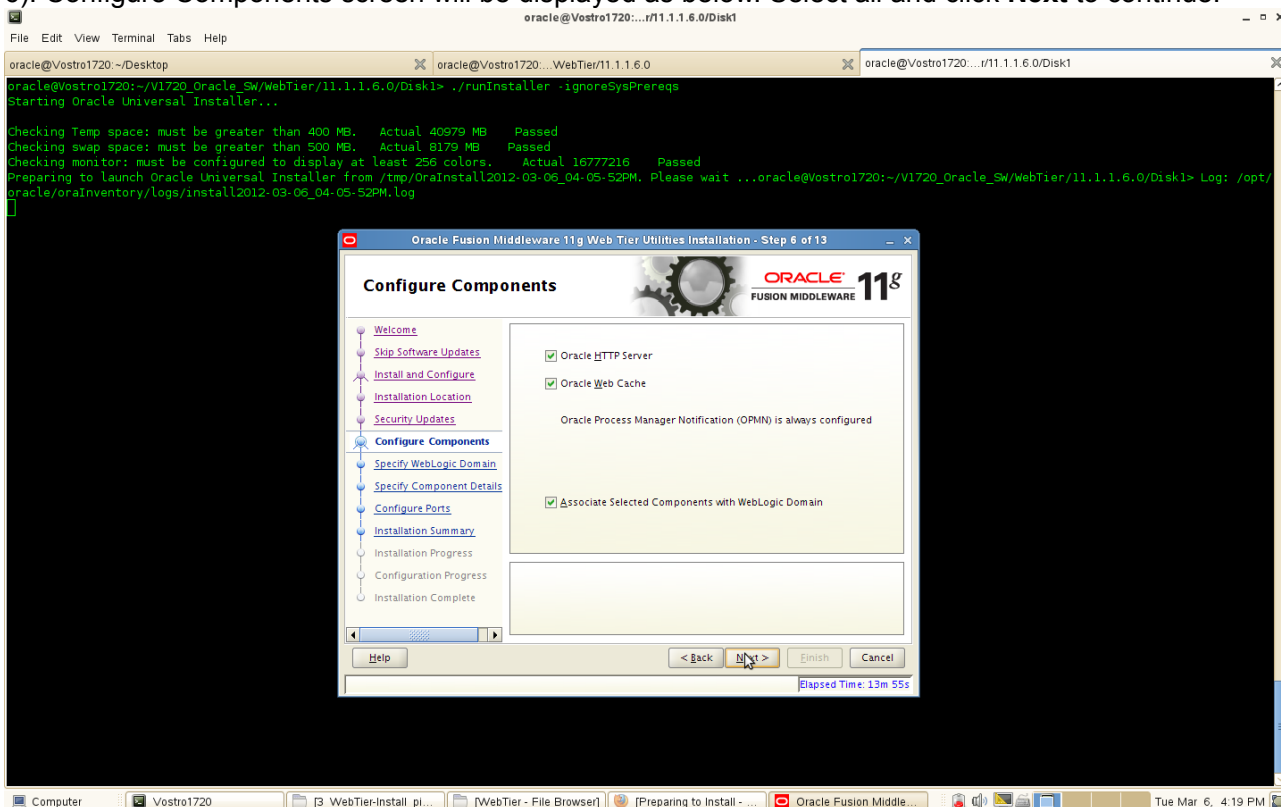 Configure Components screen will be displayed as below. Select all and click Next to continue.
oracle@Vostro1720:...r/11.1.1.6.0/Disk1
File Edit View Terminal Tabs Help
oracle@Vostro1720:~/Desktop
oracle@Vostro1720:...WebTier/11.1.1.6.0
oracle@Vostro1720:...r/11.1.1.6.0/Disk1
oracle@Vostro1720:~/V1720_Oracle_SW/WebTier/11.1.1.6.0/Disk1> ./runInstaller -ignoreSysPrereqs
Starting Oracle Universal Installer...
Checking Temp space: must be greater than 400 MB. Actual 40979 MB Passed
Checking swap space: must be greater than 500 MB. Actual 8179 MB Passed
Checking monitor: must be configured to display at least 256 colors. Actual 16777216 Passed
Preparing to launch Oracle Universal Installer from /tmp/OraInstall2012-03-06_04-05-52PM. Please wait ...oracle@Vostro1720:~/V1720_Oracle_SW/WebTier/11.1.1.6.0/Disk1> Log: /opt/
oracle/oraInventory/logs/install2012-03-06_04-05-52PM.log
Oracle Fusion Middleware 11g Web Tier Utilities Installation - Step 6 of 13
Configure Components
ORACLE
FUSION MIDDLEWARE
11g
Welcome
Skip Software Updates
Install and Configure
Installation Location
Security Updates
Configure Components
Specify WebLogic Domain
Specify Component Details
Configure Ports
Installation Summary
Installation Progress
Configuration Progress
Installation Complete
Oracle HTTP Server
Oracle Web Cache
Oracle Process Manager Notification (OPMN) is always configured
Associate Selected Components with WebLogic Domain
Help
< Back
Next >
Finish
Cancel
Elapsed Time: 13m 55s
Computer
Vostro1720
[3 WebTier-Install_pi...
[WebTier - File Browser]
[Preparing to Install - ...
Oracle Fusion Middle...
Tue Mar 6, 4:19 PM